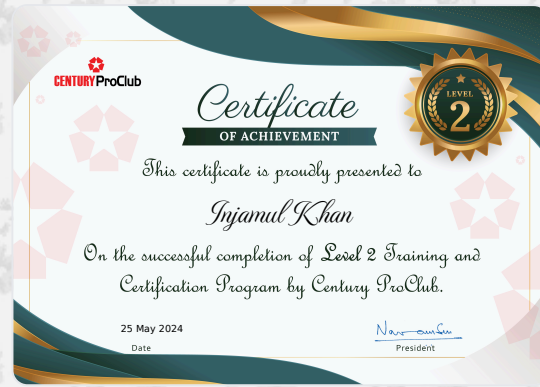 CENTURY ProClub
LEVEL
2
Certificate
OF ACHIEVEMENT
This certificate is proudly presented to
Injamul Khan
On the successful completion of Level 2 Training and
Certification Program by Century ProClub.
25 May 2024
Date
President